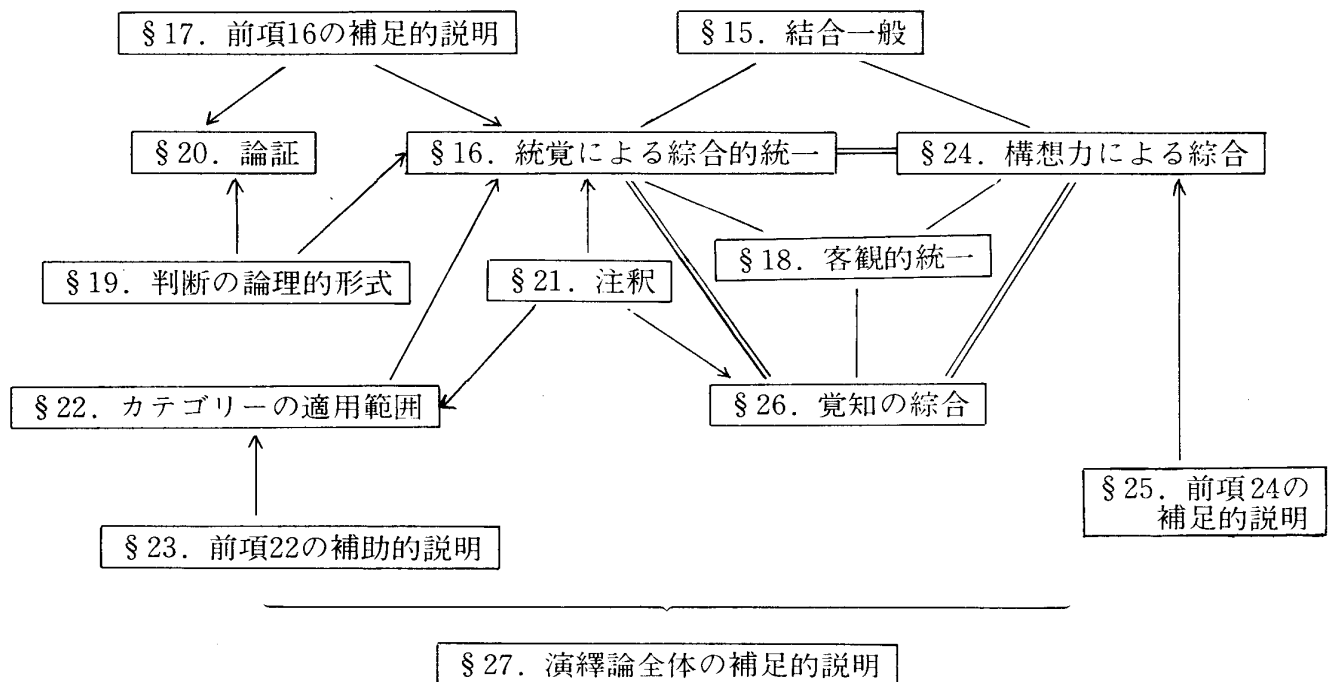 §17. 前項16の補足的説明
§15. 結合一般
§20. 論証
§16. 統覚による綜合的統一
§24. 構想力による綜合
§18. 客観的統一
§19. 判断の論理的形式
§21. 注釈
§22. カテゴリーの適用範囲
§26. 覚知の綜合
§25. 前項24の
補足的説明
§23. 前項22の補助的説明
§27. 演繹論全体の補足的説明